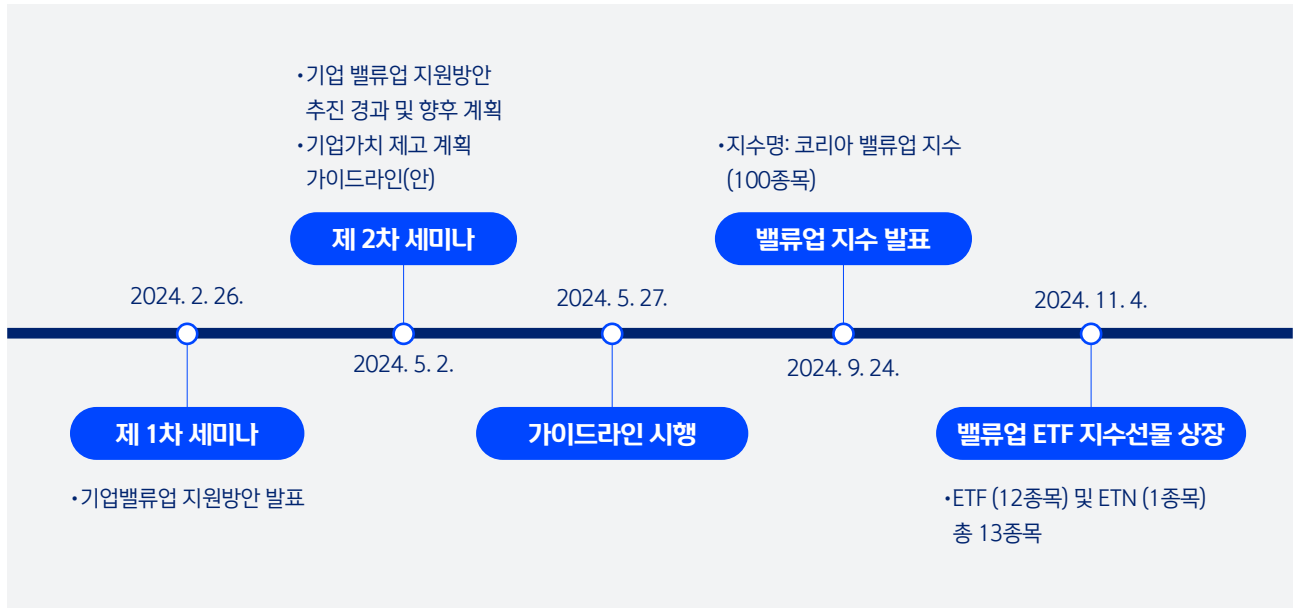 •기업 밸류업 지원방안
추진 경과 및 향후 계획
•기업가치 제고 계획
가이드라인(안)
제 2차 세미나
•지수명: 코리아 밸류업 지수
(100종목)
밸류업 지수 발표
2024. 2. 26.
2024. 5. 2.
2024. 5. 27.
2024. 9. 24.
2024. 11. 4.
제 1차 세미나
•기업밸류업 지원방안 발표
가이드라인 시행
밸류업 ETF 지수선물 상장
•ETF (12종목) 및 ETN (1종목)
총 13종목